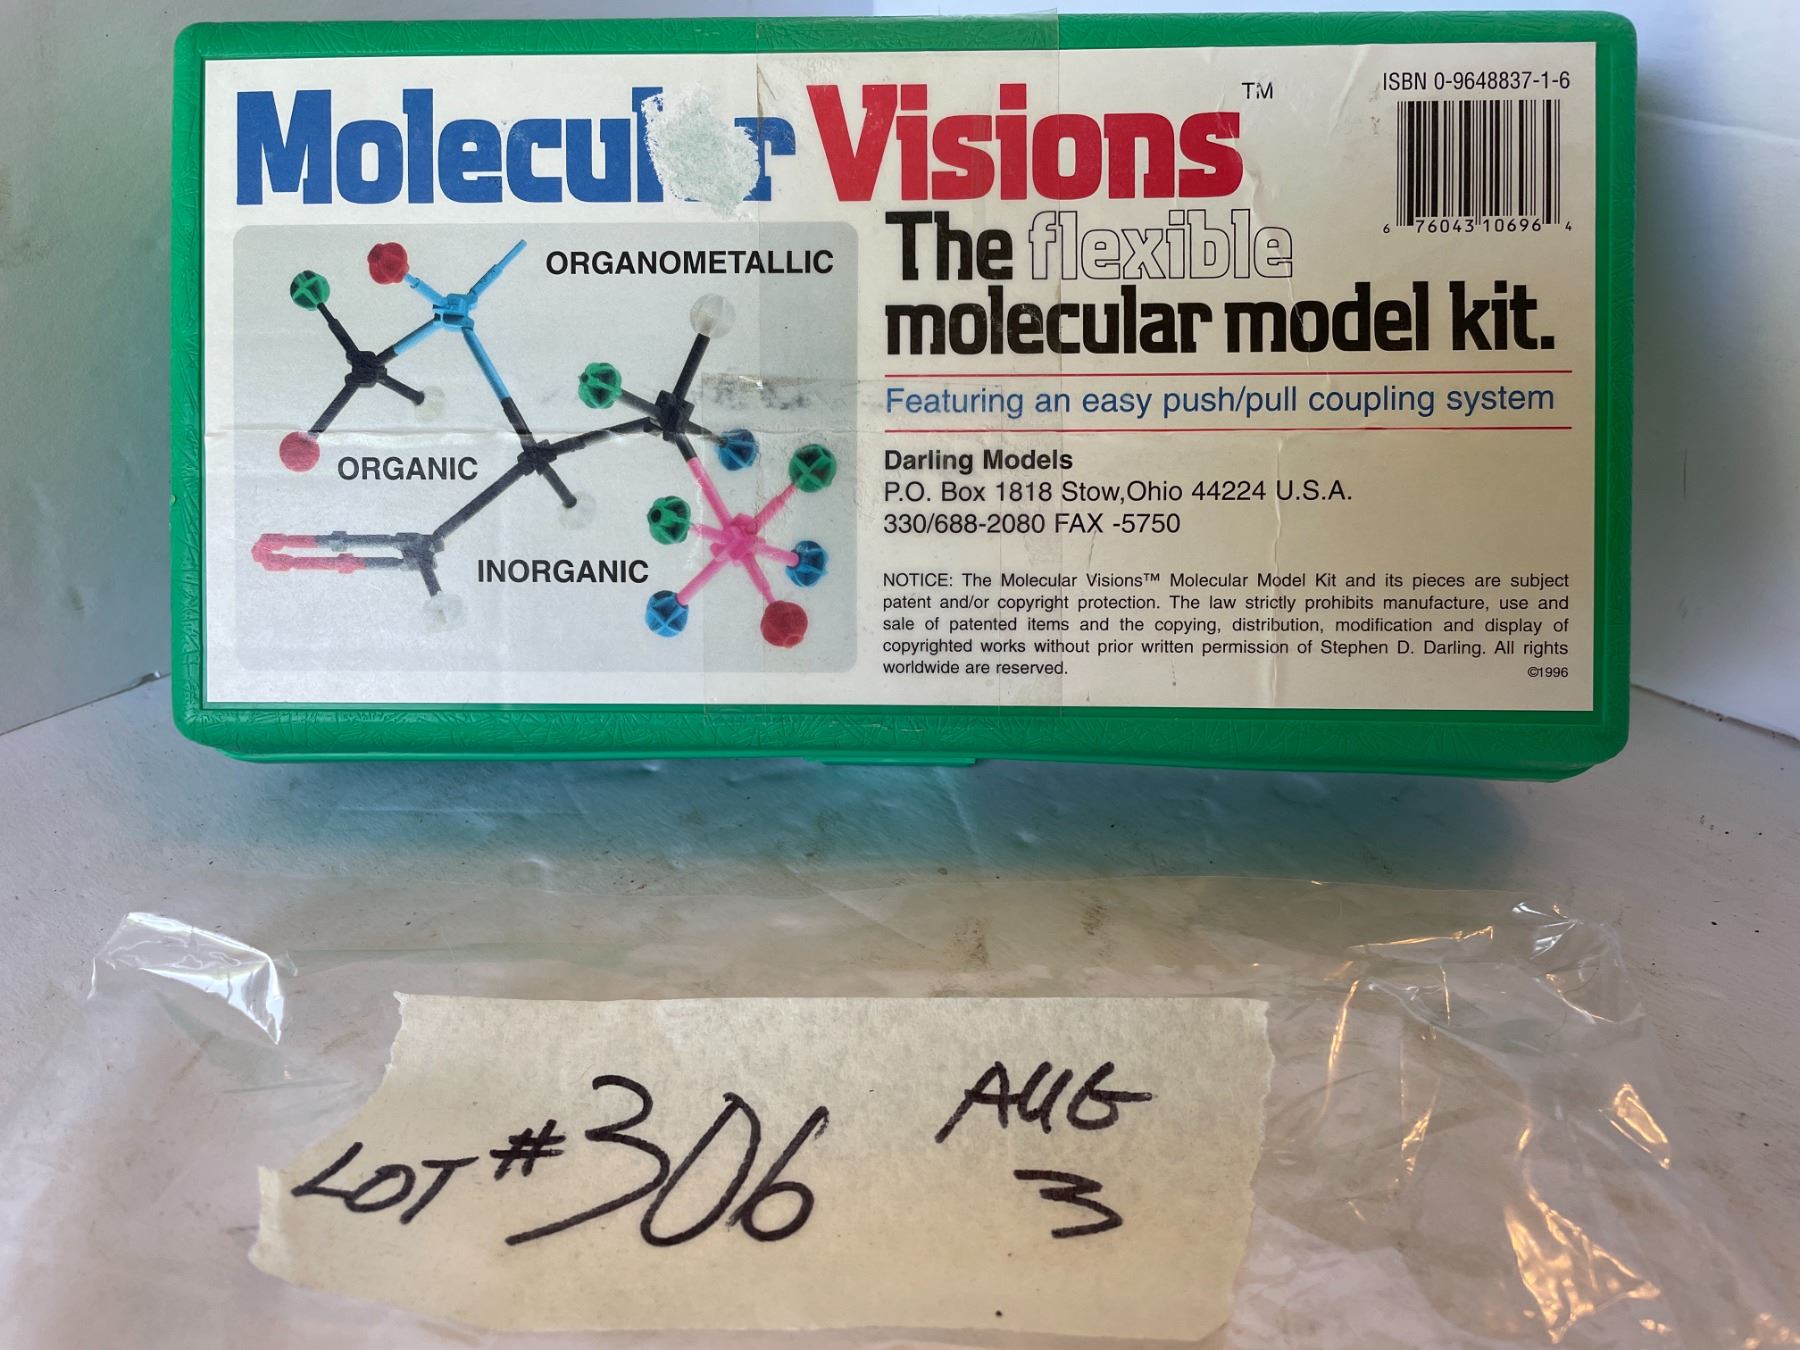 Molecular Visions™
ISBN 0-9648837-1-6
6 76043 10696 4
The flexible
molecular model kit.
Featuring an easy push/pull coupling system
Darling Models
P.O. Box 1818 Stow,Ohio 44224 U.S.A.
330/688-2080 FAX -5750
NOTICE: The Molecular Visions™ Molecular Model Kit and its pieces are subject
patent and/or copyright protection. The law strictly prohibits manufacture, use and
sale of patented items and the copying, distribution, modification and display of
copyrighted works without prior written permission of Stephen D. Darling. All rights
worldwide are reserved.
©1996
ORGANOMETALLIC
ORGANIC
INORGANIC
LOT #306
AUG
3